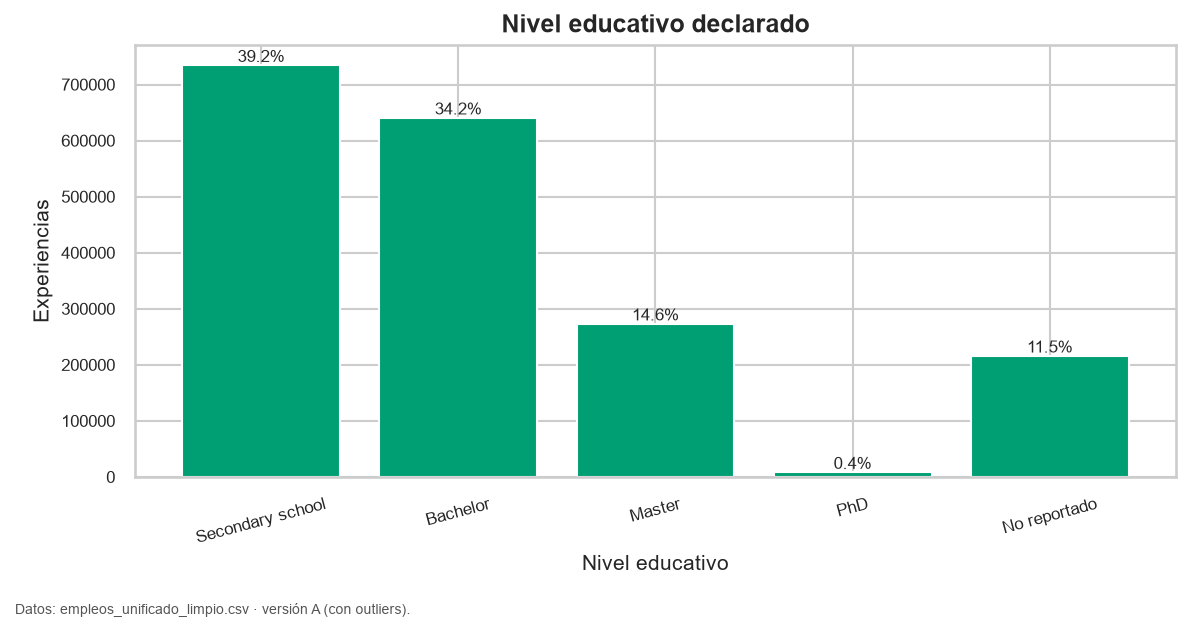 Nivel educativo declarado
Experiencias
700000
600000
500000
400000
300000
200000
100000
0
39.2%
34.2%
14.6%
0.4%
11.5%
Secondary school
Bachelor
Master
PhD
No reportado
Nivel educativo
Datos: empleos_unificado_limpio.csv · versión A (con outliers).